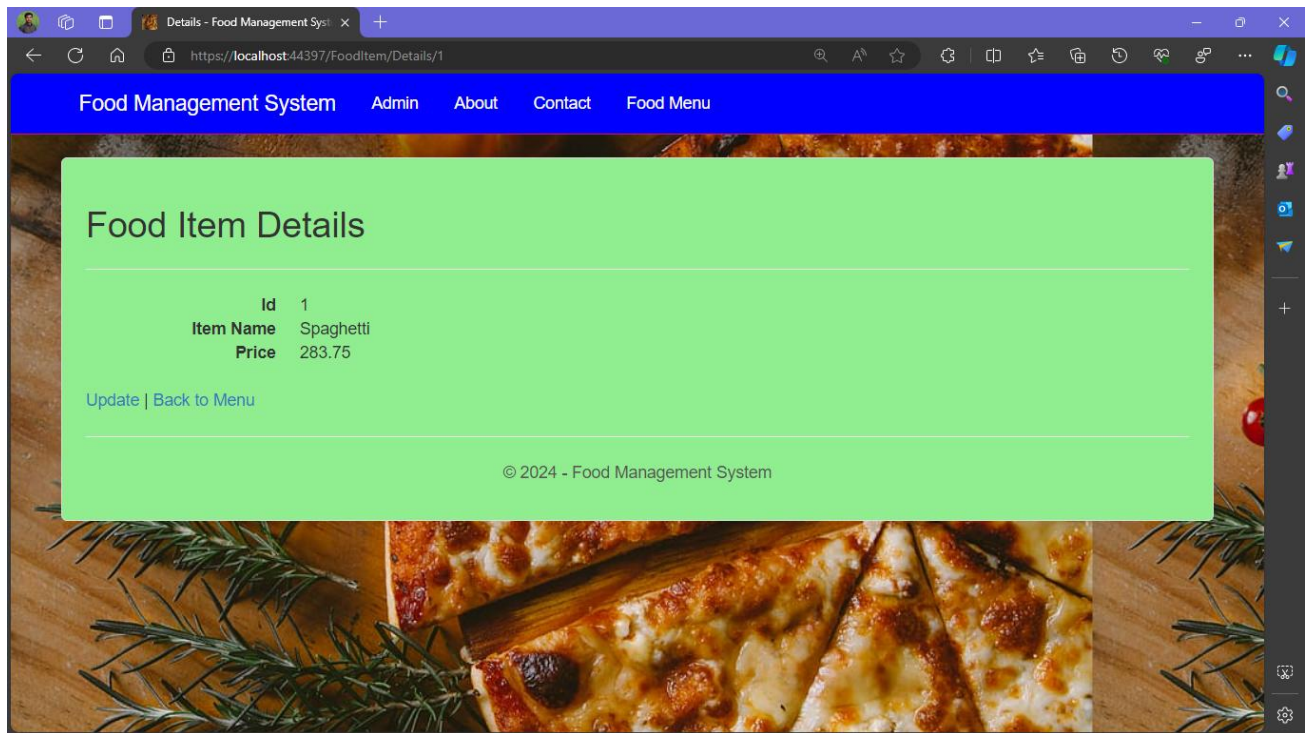 Details - Food Management Syst
https://localhost:44397/FoodItem/Details/1
Food Management System Admin About Contact Food Menu
Food Item Details
Id 1
Item Name Spaghetti
Price 283.75
Update | Back to Menu
© 2024 - Food Management System